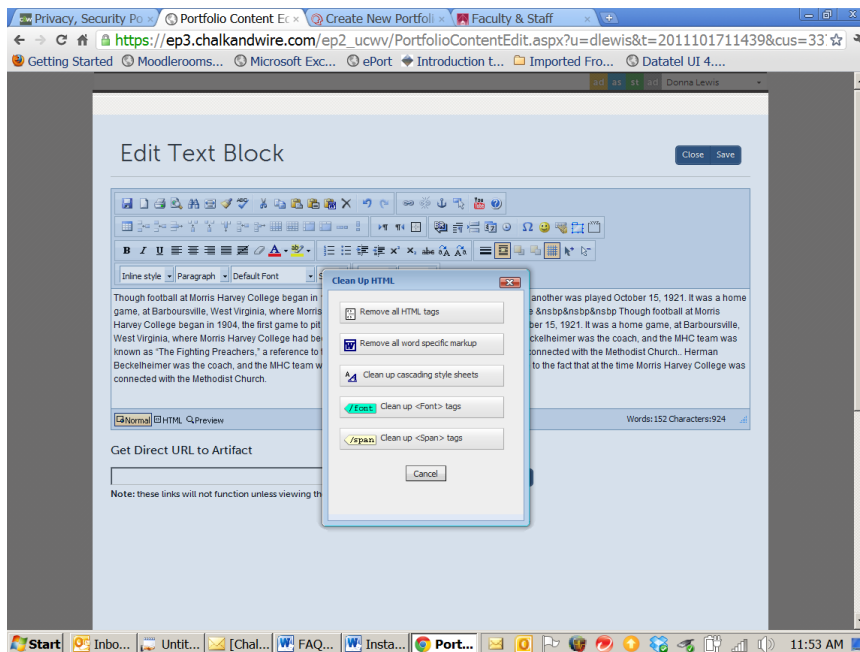 Privacy, Security Po
Portfolio Content Ec
Create New Portfoli
Faculty & Staff
https://ep3.chalkandwire.com/ep2_ucwv/PortfolioContentEdit.aspx?u=dlewis&t=2011101711439&cus=33
Getting Started Moodlerooms... Microsoft Exc... ePort Introduction t... Imported Fro... Datatel UI 4....
ad as st ad Donna Lewis
Edit Text Block
Close Save
Inline style Paragraph Default Font
Clean Up HTML
Remove all HTML tags
Remove all word specific markup
Clean up cascading style sheets
/font Clean up <Font> tags
/span Clean up <Span> tags
Cancel
Though football at Morris Harvey College began in another was played October 15, 1921. It was a home
game, at Barboursville, West Virginia, where Morris &nsbp&nsbp&nsbp Though football at Morris
Harvey College began in 1904, the first game to pit ber 15, 1921. It was a home game, at Barboursville,
West Virginia, where Morris Harvey College had be ckelheimer was the coach, and the MHC team was
known as "The Fighting Preachers," a reference to connected with the Methodist Church.. Herman
Beckelheimer was the coach, and the MHC team w to the fact that at the time Morris Harvey College was
connected with the Methodist Church.
Normal HTML Preview Words:152 Characters:924
Get Direct URL to Artifact
Note: these links will not function unless viewing th
Start Inbo... Untit... [Chal... FAQ... Insta... Port... 11:53 AM